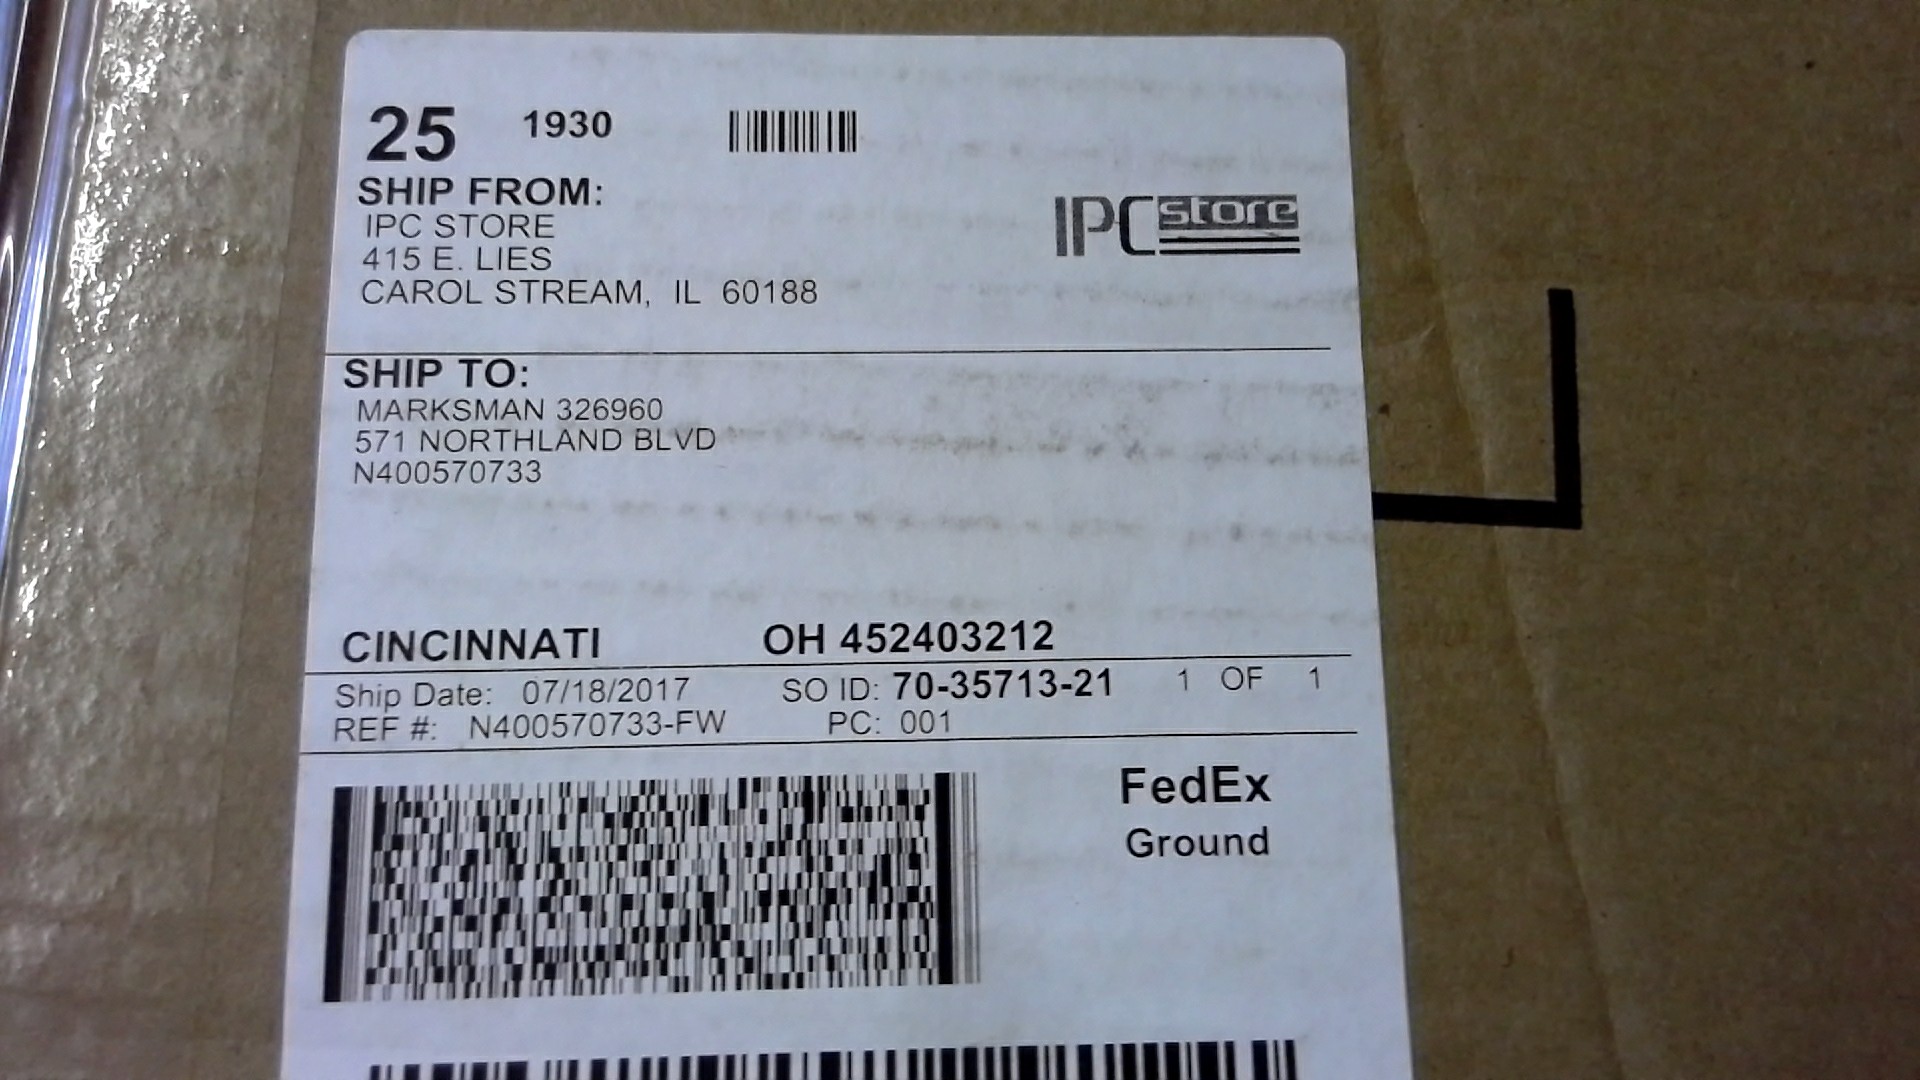 25 1930
SHIP FROM:
IPC STORE
415 E. LIES
CAROL STREAM, IL 60188
IPC store
SHIP TO:
MARKSMAN 326960
571 NORTHLAND BLVD
N400570733
CINCINNATI OH 452403212
Ship Date: 07/18/2017 SO ID: 70-35713-21 1 OF 1
REF #: N400570733-FW PC: 001
FedEx
Ground